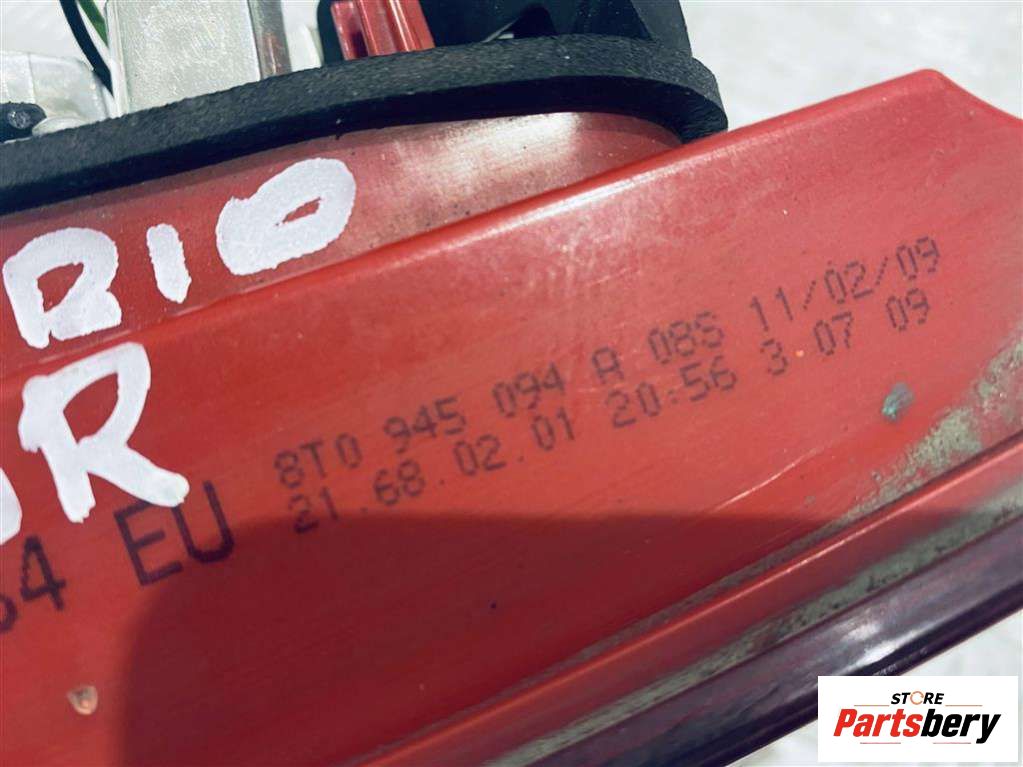 RIO
R
4 EU
8T0 945 094 A 08S 11/02/09
21.68.02.01 20:56 3 07 09
STORE
Partsbery